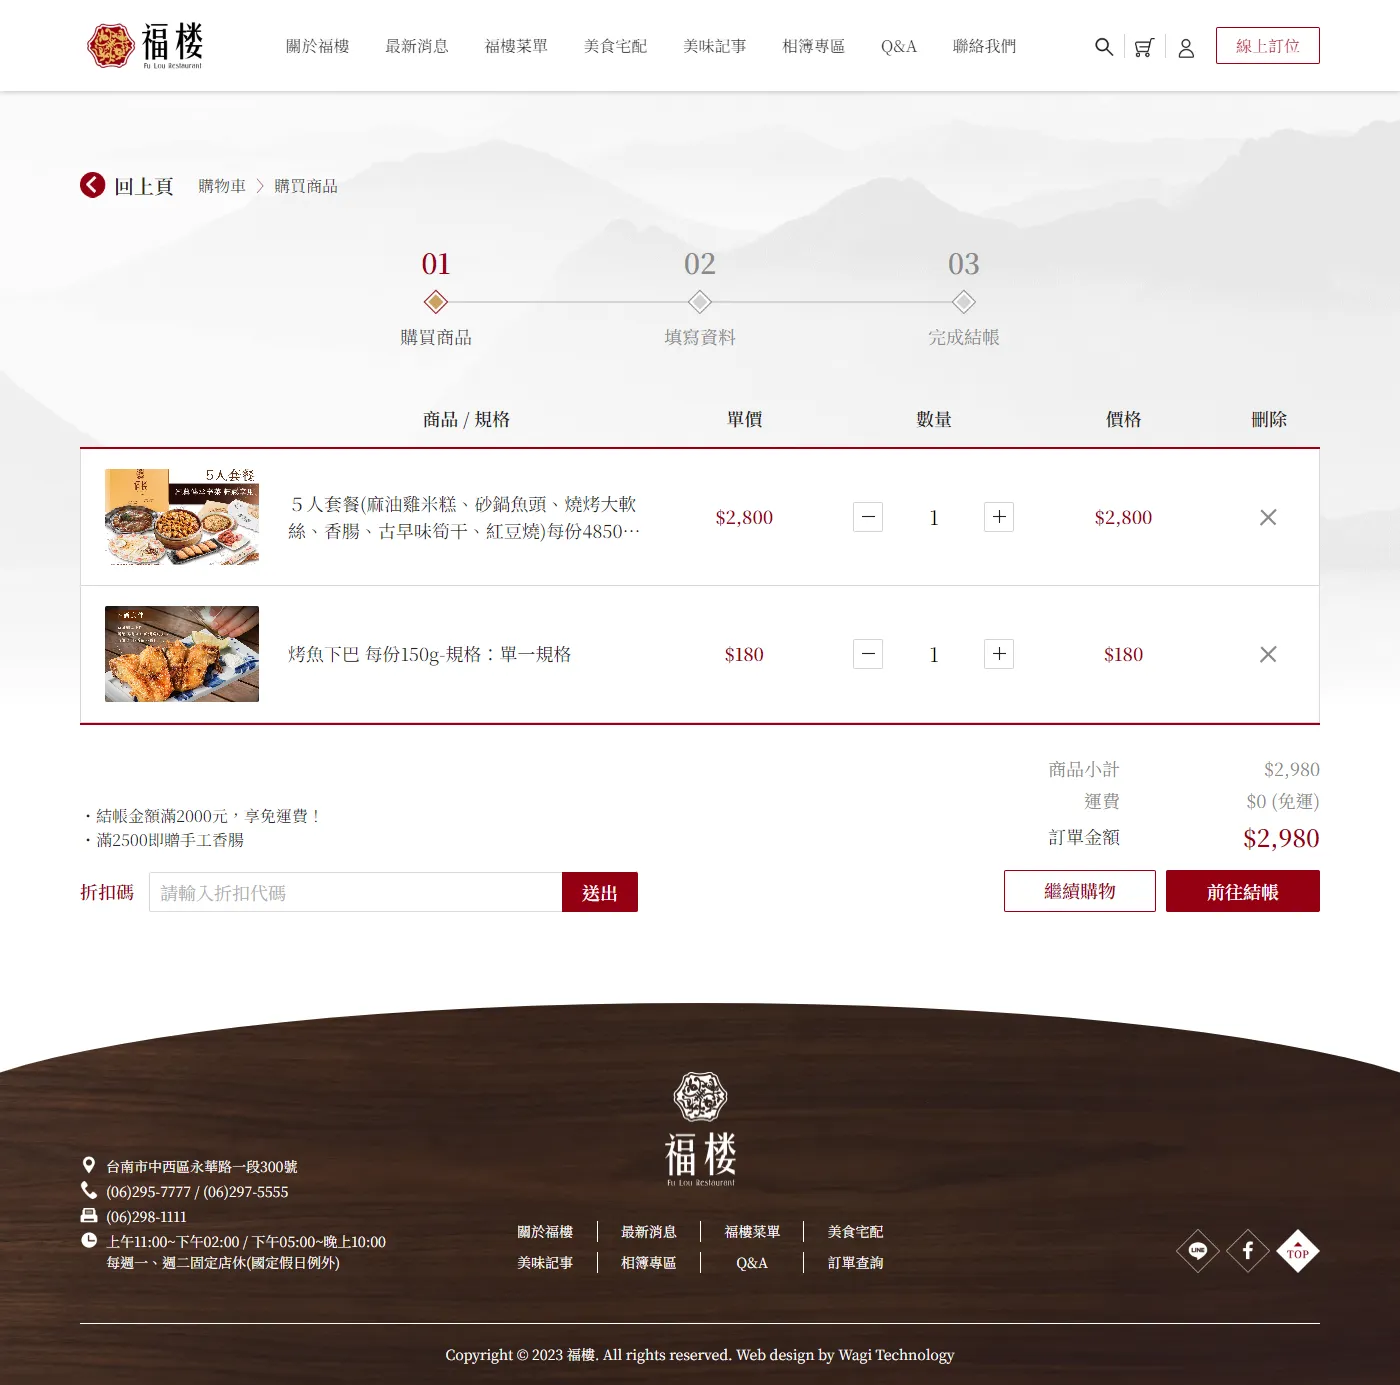 福楼
Fu Lou Restaurant
關於福樓 最新消息 福樓菜單 美食宅配 美味記事 相簿專區 Q&A 聯絡我們
線上訂位
回上頁 購物車 購買商品
01 02 03
購買商品 填寫資料 完成結帳
商品 / 規格 單價 數量 價格 刪除
5人套餐
５人套餐(麻油雞米糕、砂鍋魚頭、燒烤大軟
絲、香腸、古早味筍干、紅豆燒)每份4850…
$2,800 1 $2,800
烤魚下巴 每份150g-規格：單一規格
$180 1 $180
商品小計 $2,980
運費 $0 (免運)
訂單金額 $2,980
・結帳金額滿2000元，享免運費！
・滿2500即贈手工香腸
折扣碼 請輸入折扣代碼 送出
繼續購物 前往結帳
福楼
Fu Lou Restaurant
台南市中西區永華路一段300號
(06)295-7777 / (06)297-5555
(06)298-1111
上午11:00~下午02:00 / 下午05:00~晚上10:00
每週一、週二固定店休(國定假日例外)
關於福樓 最新消息 福樓菜單 美食宅配
美味記事 相簿專區 Q&A 訂單查詢
LINE
TOP
Copyright © 2023 福樓. All rights reserved. Web design by Wagi Technology